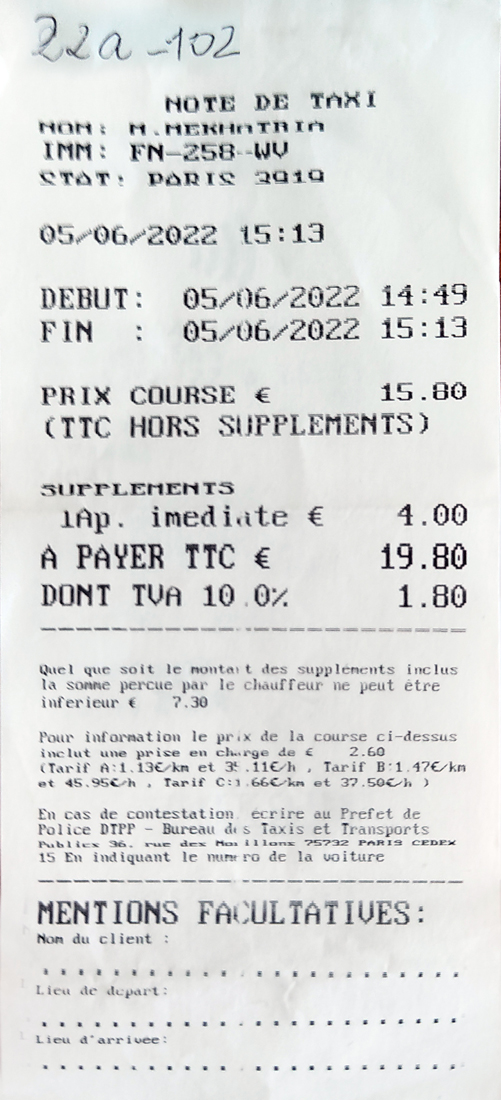 22a-102
NOTE DE TAXI
NOM: M.MEKHATRIA
IMM: FN-258-WV
STAT: PARIS 3919
05/06/2022 15:13
DEBUT: 05/06/2022 14:49
FIN : 05/06/2022 15:13
PRIX COURSE € 15.80
(TTC HORS SUPPLEMENTS)
SUPPLEMENTS
1Ap. imediate € 4.00
A PAYER TTC € 19.80
DONT TVA 10.0% 1.80
Quel que soit le montant des supplements inclus
la somme percue par le chauffeur ne peut être
inferieur € 7.30
Pour information le prix de la course ci-dessus
inclut une prise en charge de € 2.60
(Tarif A:1.13€/km et .11€/h , Tarif B:1.47€/km
et 45.95€/h , Tarif C:1.66€/km et 37.50€/h )
En cas de contestation, écrire au Prefet de
Police DTPP - Bureau des Taxis et Transports
Publics 36, rue des Morillons 75732 PARIS CEDEX
15 En indiquant le numero de la voiture
MENTIONS FACULTATIVES:
Nom du client :
Lieu de depart:
Lieu d'arrivee: